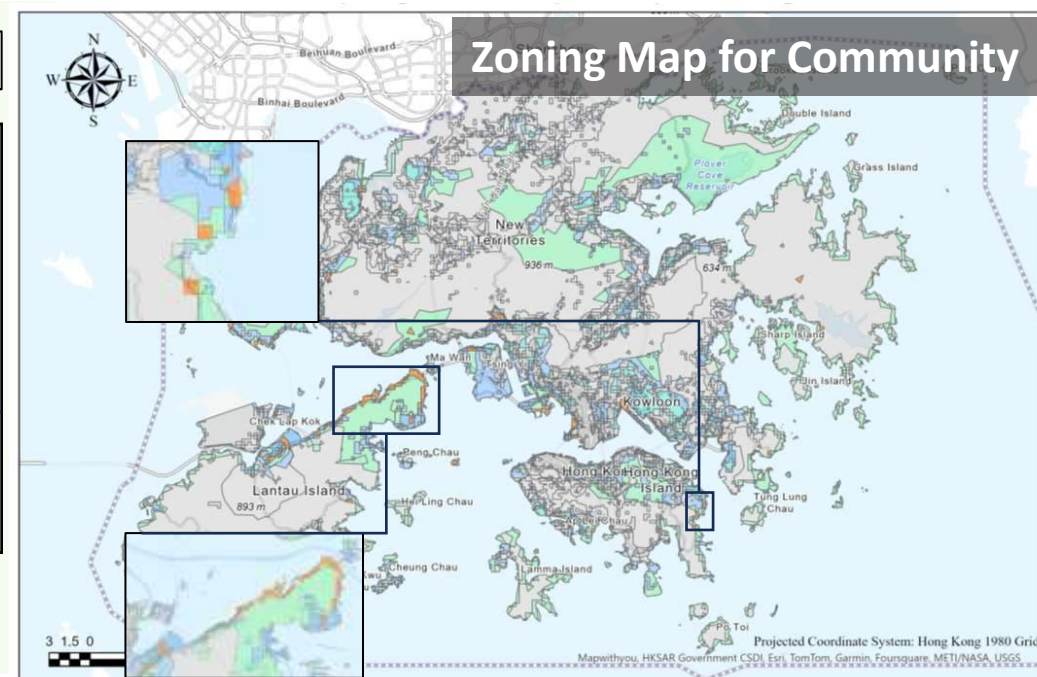 Zoning Map for Community
N
W
E
S
Beihuan Boulevard
Binhai Boulevard
Double Island
Grass Island
Plover
Cove
Reservoir
New
Territories
936 m
634 m
Sharp Island
Jin Island
Ma Wan
Tsing
Kowloon
Chek Lap Kok
Peng Chau
Lantau Island
893 m
Hei Ling Chau
Hong Ko
Hong Kong
Island
Ap Lei Chau
Tung Lung
Chau
Cheung Chau
Lamma Island
Po Toi
3 1.5 0
Projected Coordinate System: Hong Kong 1980 Grid
Mapwithyou, HKSAR Government CSDI, Esri, TomTom, Garmin, Foursquare, METI/NASA, USGS